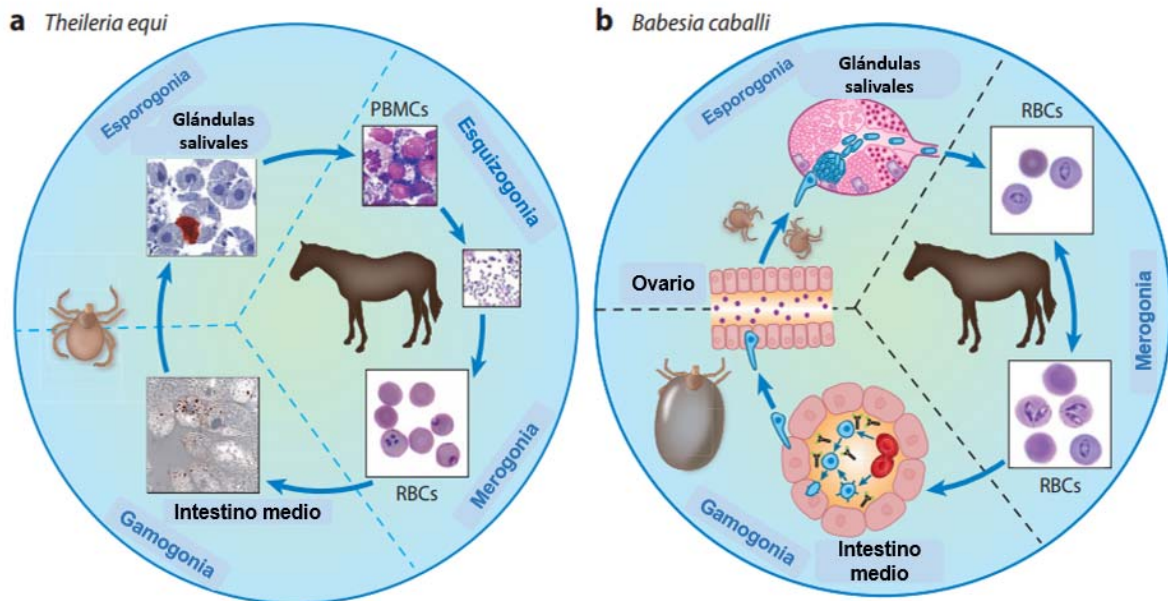 a Theileria equi
Esporogonia
Glándulas
salivales
PBMCs
Esquizogonia
RBCs
Merogonia
Intestino medio
Gamogonia
b Babesia caballi
Esporogonia
Glándulas
salivales
RBCs
Ovario
Merogonia
RBCs
Gamogonia
Intestino
medio